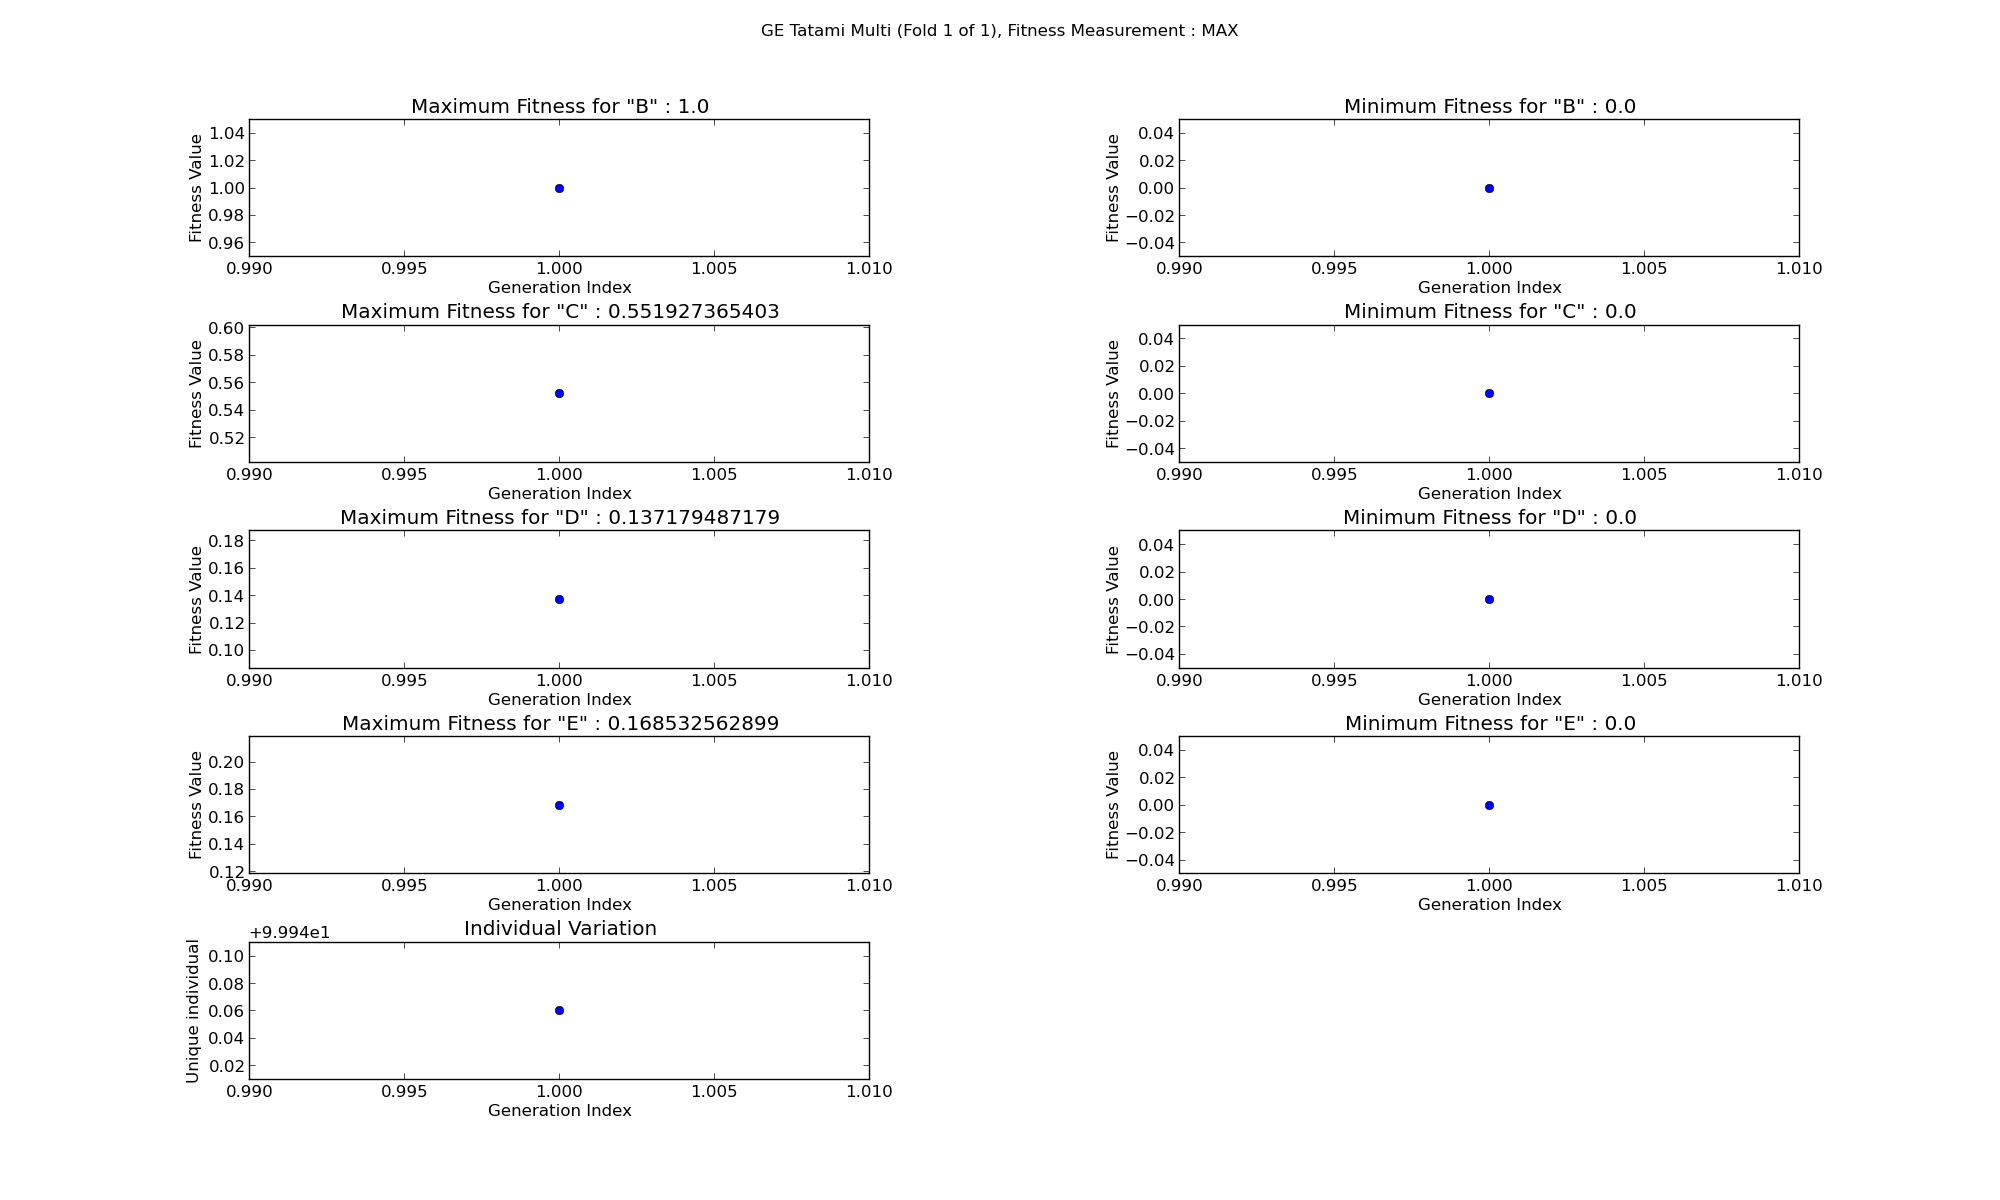 GE Tatami Multi (Fold 1 of 1), Fitness Measurement : MAX
Maximum Fitness for "B" : 1.0
Fitness Value
1.04
1.02
1.00
0.98
0.96
0.990 0.995 1.000 1.005 1.010
Generation Index
Minimum Fitness for "B" : 0.0
Fitness Value
0.04
0.02
0.00
−0.02
−0.04
0.990 0.995 1.000 1.005 1.010
Generation Index
Maximum Fitness for "C" : 0.551927365403
Fitness Value
0.60
0.58
0.56
0.54
0.52
0.990 0.995 1.000 1.005 1.010
Generation Index
Minimum Fitness for "C" : 0.0
Fitness Value
0.04
0.02
0.00
−0.02
−0.04
0.990 0.995 1.000 1.005 1.010
Generation Index
Maximum Fitness for "D" : 0.137179487179
Fitness Value
0.18
0.16
0.14
0.12
0.10
0.990 0.995 1.000 1.005 1.010
Generation Index
Minimum Fitness for "D" : 0.0
Fitness Value
0.04
0.02
0.00
−0.02
−0.04
0.990 0.995 1.000 1.005 1.010
Generation Index
Maximum Fitness for "E" : 0.168532562899
Fitness Value
0.20
0.18
0.16
0.14
0.12
0.990 0.995 1.000 1.005 1.010
Generation Index
Minimum Fitness for "E" : 0.0
Fitness Value
0.04
0.02
0.00
−0.02
−0.04
0.990 0.995 1.000 1.005 1.010
Generation Index
Individual Variation
+9.994e1
Unique individual
0.10
0.08
0.06
0.04
0.02
0.990 0.995 1.000 1.005 1.010
Generation Index